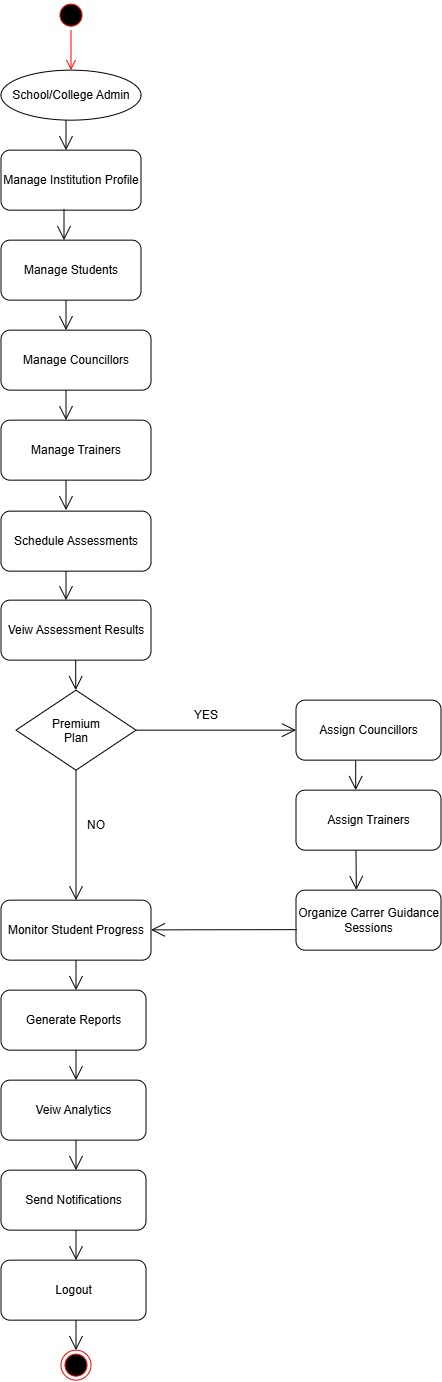 School/College Admin
Manage Institution Profile
Manage Students
Manage Councillors
Manage Trainers
Schedule Assessments
Veiw Assessment Results
Premium
Plan
YES
Assign Councillors
Assign Trainers
NO
Organize Carrer Guidance
Sessions
Monitor Student Progress
Generate Reports
Veiw Analytics
Send Notifications
Logout